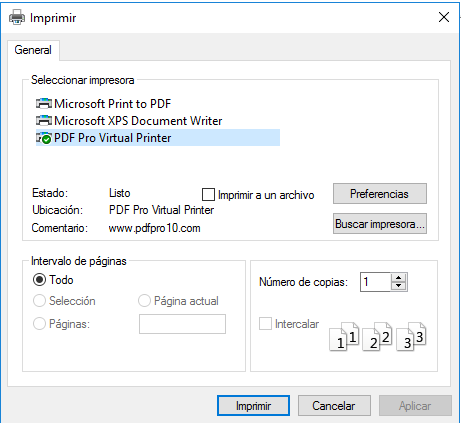 Imprimir
General
Seleccionar impresora
Microsoft Print to PDF
Microsoft XPS Document Writer
PDF Pro Virtual Printer
Estado: Listo
Imprimir a un archivo
Preferencias
Ubicación: PDF Pro Virtual Printer
Comentario: www.pdfpro10.com
Buscar impresora...
Intervalo de páginas
Todo
Selección
Página actual
Páginas:
Número de copias: 1
Intercalar
1 1 2 2 3 3
Imprimir
Cancelar
Aplicar